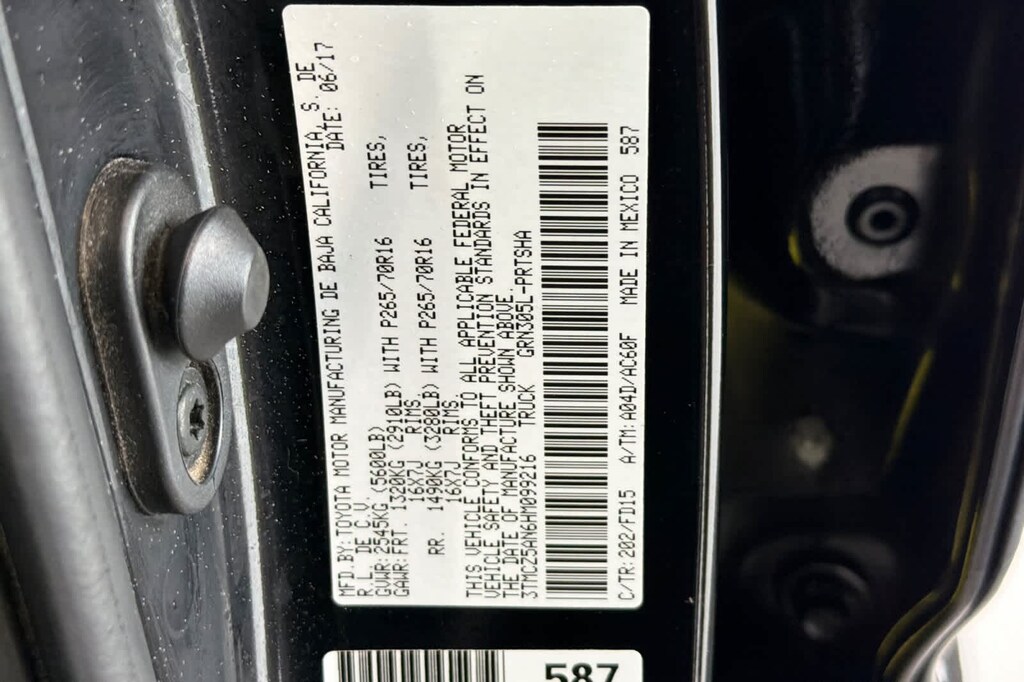 MFD.BY: TOYOTA MOTOR MANUFACTURING DE BAJA CALIFORNIA, S. DE
R.L. DE C.V. DATE: 06/17
GVWR: 2545KG (5600LB)
GAWR: FRT. 1320KG (2910LB) WITH P265/70R16 TIRES,
16X7J RIMS.
RR. 1490KG (3280LB) WITH P265/70R16 TIRES,
16X7J RIMS.
THIS VEHICLE CONFORMS TO ALL APPLICABLE FEDERAL MOTOR
VEHICLE SAFETY AND THEFT PREVENTION STANDARDS IN EFFECT ON
THE DATE OF MANUFACTURE SHOWN ABOVE.
3TMCZ5AN6HM099216 TRUCK GRN305L-PRTSHA
C/TR: 202/FD15 A/TM: A04D/AC60F MADE IN MEXICO 587
587